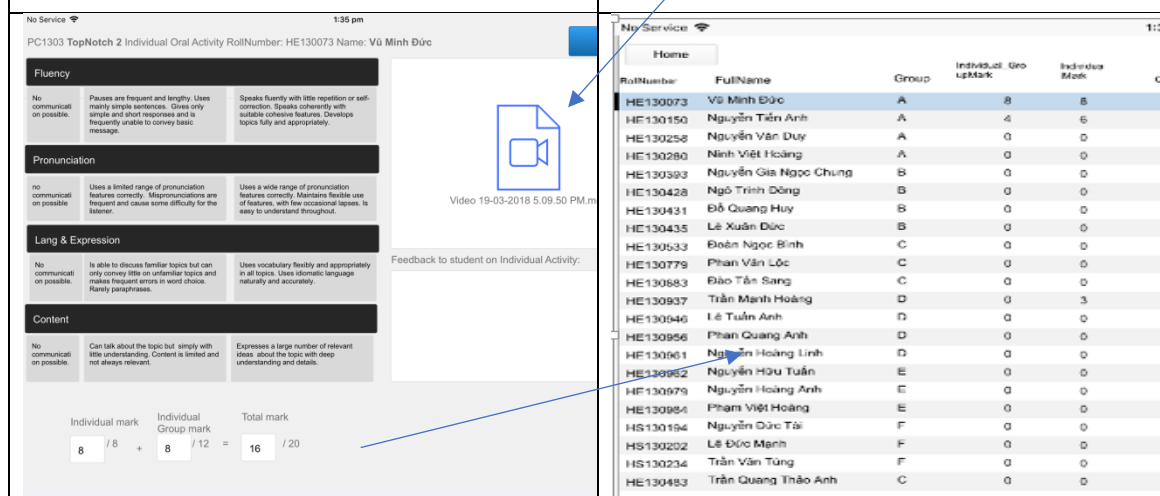 No Service 1:35 pm
PC1303 TopNotch 2 Individual Oral Activity RollNumber: HE130073 Name: Vũ Minh Đức
Fluency
No communicati on possible.
Pauses are frequent and lengthy. Uses mainly simple sentences. Gives only simple and short responses and is frequently unable to convey basic message.
Speaks fluently with little repetition or self-correction. Speaks coherently with suitable cohesive features. Develops topics fully and appropriately.
Pronunciation
no communicati on possible
Uses a limited range of pronunciation features correctly. Mispronunciations are frequent and cause some difficulty for the listener.
Uses a wide range of pronunciation features correctly. Maintains flexible use of features, with few occasional lapses. Is easy to understand throughout.
Lang & Expression
No communicati on possible.
Is able to discuss familiar topics but can only convey little on unfamiliar topics and makes frequent errors in word choice. Rarely paraphrases.
Uses vocabulary flexibly and appropriately in all topics. Uses idiomatic language naturally and accurately.
Content
No communicati on possible.
Can talk about the topic but simply with little understanding. Content is limited and not always relevant.
Expresses a large number of relevant ideas about the topic with deep understanding and details.
Video 19-03-2018 5.09.50 PM.m
Feedback to student on Individual Activity:
Individual mark Individual Group mark Total mark
8 / 8 + 8 / 12 = 16 / 20
No Service
Home
RollNumber FullName Group Individual_GroupMark Individua Mark
HE130073 Vũ Minh Đức A 8 8
HE130150 Nguyễn Tiến Anh A 4 6
HE130258 Nguyễn Văn Duy A 0 0
HE130280 Ninh Việt Hoàng A 0 0
HE130393 Nguyễn Gia Ngọc Chung B 0 0
HE130428 Ngô Trình Đông B 0 0
HE130431 Đỗ Quang Huy B 0 0
HE130435 Lê Xuân Đức B 0 0
HE130533 Đoàn Ngọc Bình C 0 0
HE130779 Phan Văn Lộc C 0 0
HE130883 Đào Tấn Sang C 0 0
HE130937 Trần Mạnh Hoàng D 0 3
HE130946 Lê Tuấn Anh D 0 0
HE130956 Phan Quang Anh D 0 0
HE130961 Nguyễn Hoàng Linh D 0 0
HE130962 Nguyễn Hữu Tuấn E 0 0
HE130979 Nguyễn Hoàng Anh E 0 0
HE130984 Phạm Việt Hoàng E 0 0
HS130194 Nguyễn Đức Tài F 0 0
HS130202 Lê Đức Mạnh F 0 0
HS130234 Trần Văn Tùng F 0 0
HE130483 Trần Quang Thảo Anh C 0 0